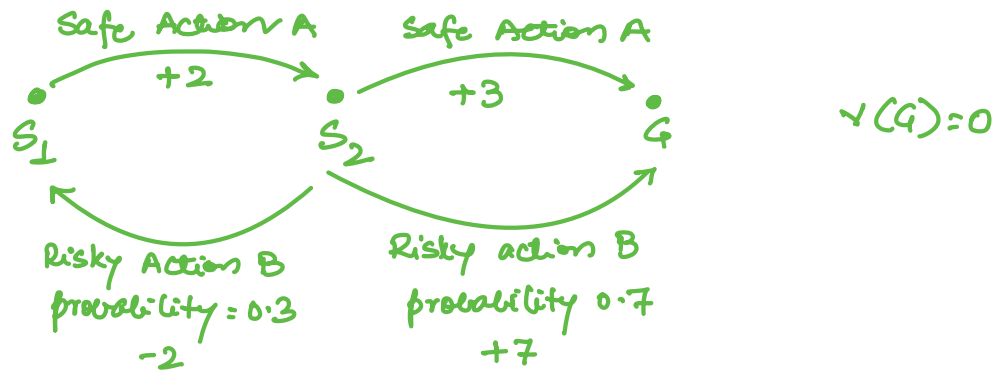 Safe Action A
+2
Safe Action A
+3
S1
S2
G
r(G)=0
Risky Action B
probability = 0.3
-2
Risky action B
probability 0.7
+7